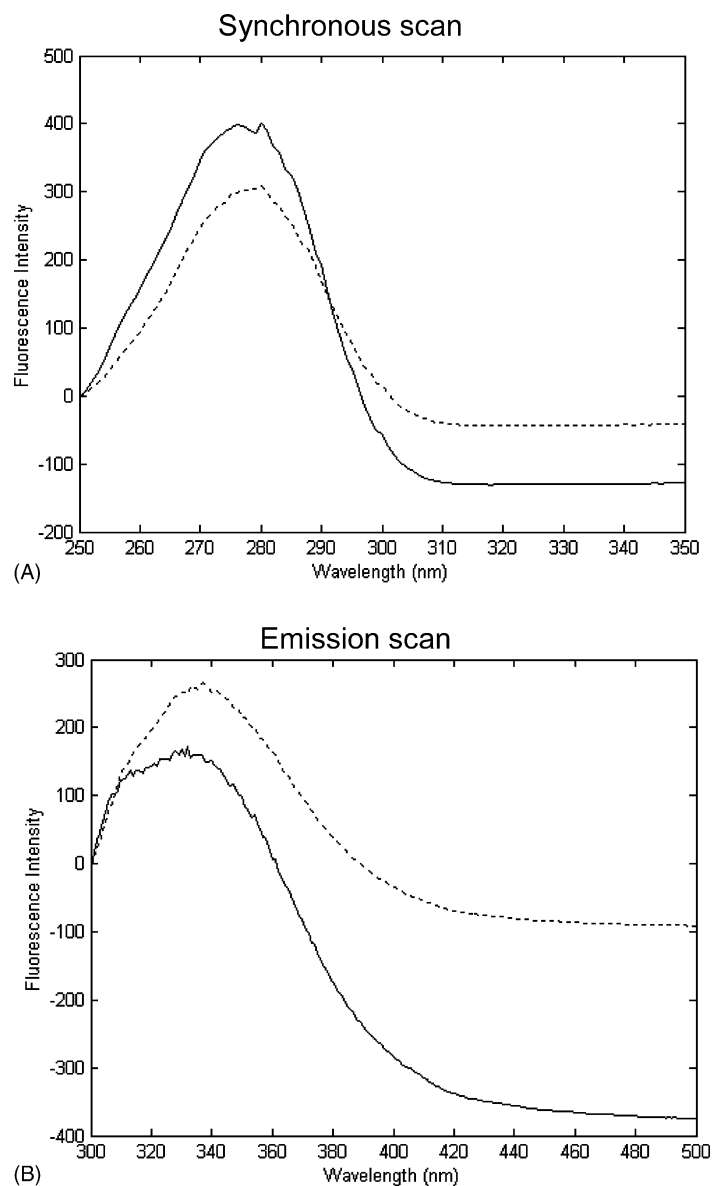 Synchronous scan
500
400
300
200
100
0
-100
-200
Fluorescence Intensity
250 260 270 280 290 300 310 320 330 340 350
Wavelength (nm)
(A)
Emission scan
300
200
100
0
-100
-200
-300
-400
Fluorescence Intensity
300 320 340 360 380 400 420 440 460 480 500
Wavelength (nm)
(B)